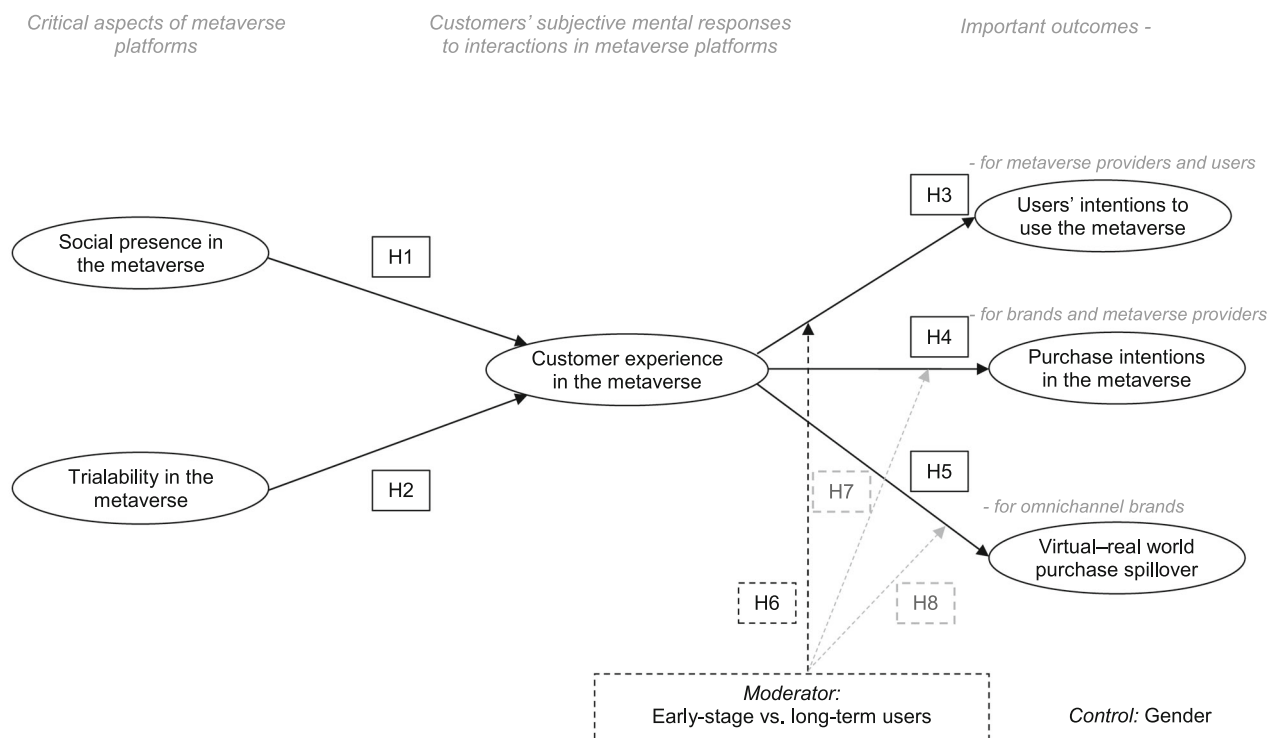 Critical aspects of metaverse
platforms
Customers' subjective mental responses
to interactions in metaverse platforms
Important outcomes -
- for metaverse providers and users
H3
Users' intentions to
use the metaverse
Social presence in
the metaverse
H1
- for brands and metaverse providers
H4
Customer experience
in the metaverse
Purchase intentions
in the metaverse
Trialability in the
metaverse
H2
H7
H5
- for omnichannel brands
Virtual–real world
purchase spillover
H6
H8
Moderator:
Early-stage vs. long-term users
Control: Gender